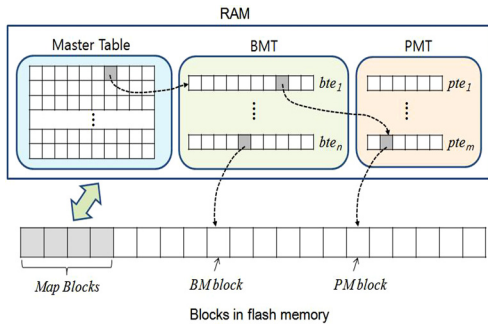 RAM
Master Table
BMT
PMT
bte1
pte1
bten
ptem
Map Blocks
BM block
PM block
Blocks in flash memory